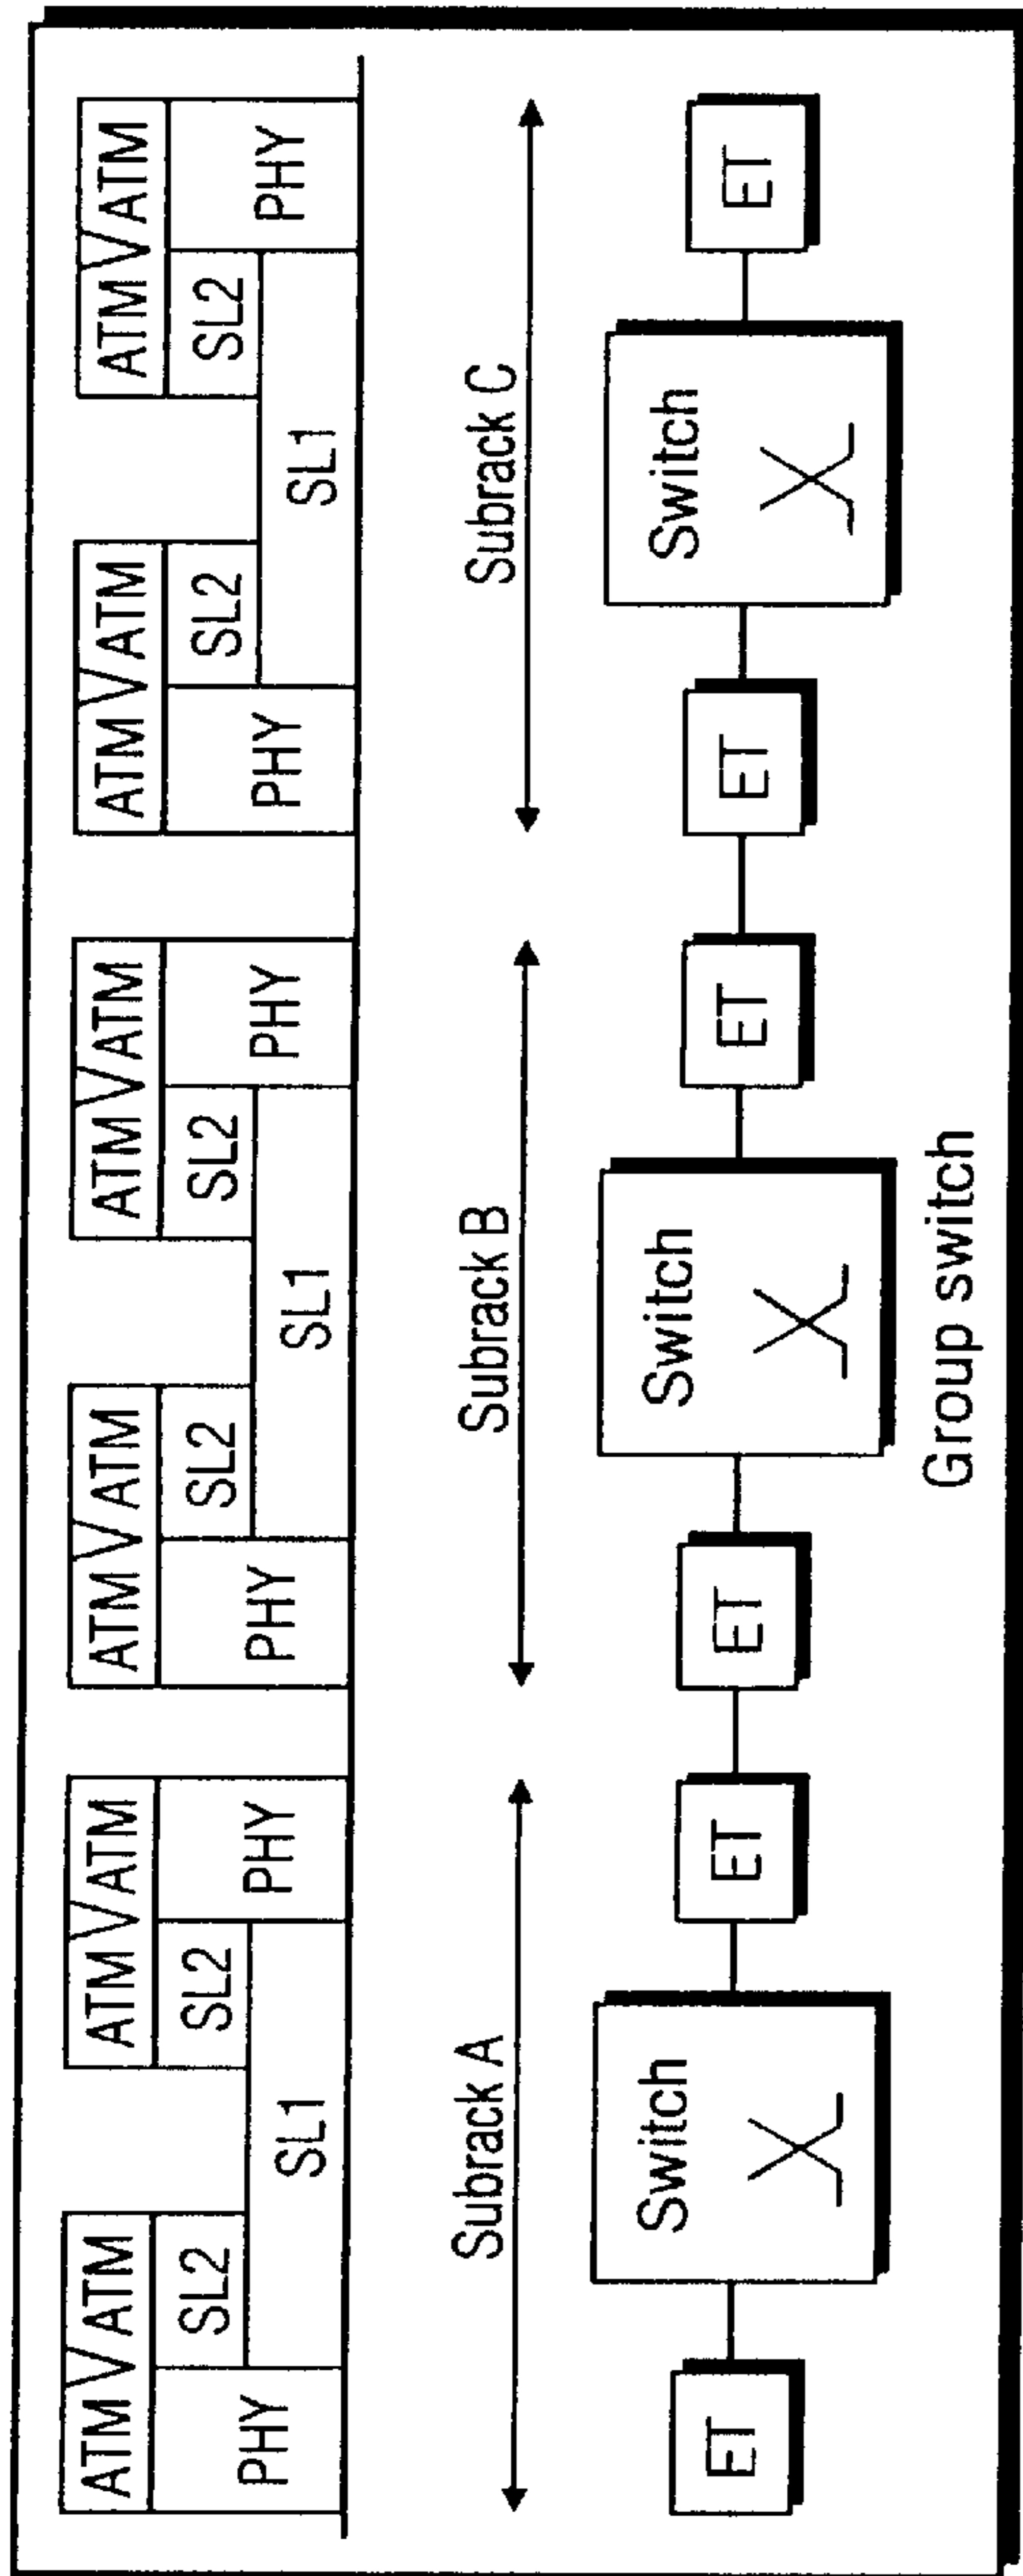 ATM ATM ATM ATM ATM ATM ATM ATM ATM ATM ATM ATM
PHY SL2 SL2 PHY PHY SL2 SL2 PHY PHY SL2 SL2 PHY
SL1 SL1 SL1
Subrack A Subrack B Subrack C
ET Switch ET ET Switch ET ET Switch ET
Group switch